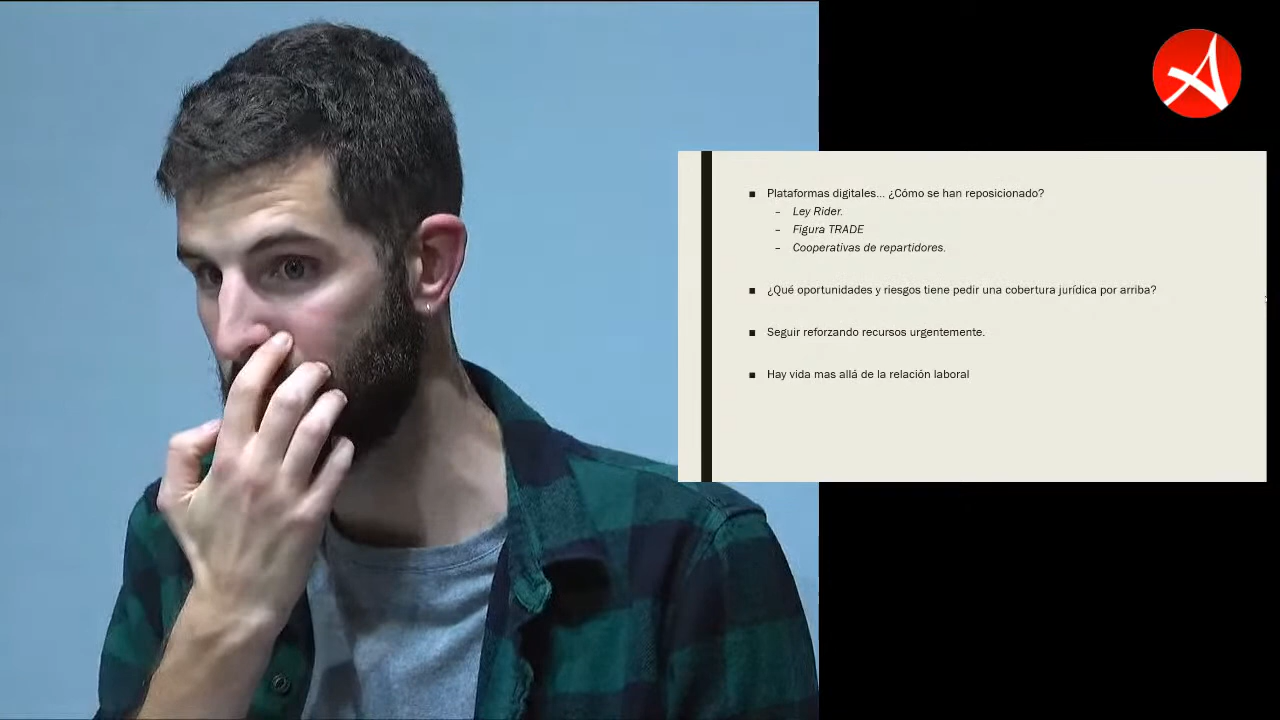 Plataformas digitales... ¿Cómo se han reposicionado?
– Ley Rider.
– Figura TRADE
– Cooperativas de repartidores.
¿Qué oportunidades y riesgos tiene pedir una cobertura jurídica por arriba?
Seguir reforzando recursos urgentemente.
Hay vida mas allá de la relación laboral